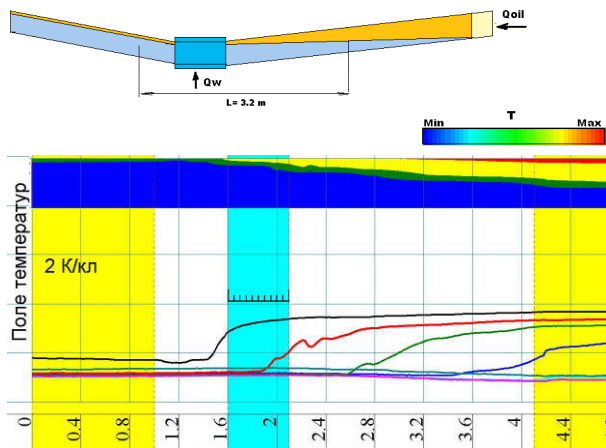 Qoil
Qw
L= 3.2 m
T
Min Max
Поле температур
2 К/кл
0 0.4 0.8 1.2 1.6 2 2.4 2.8 3.2 3.6 4 4.4